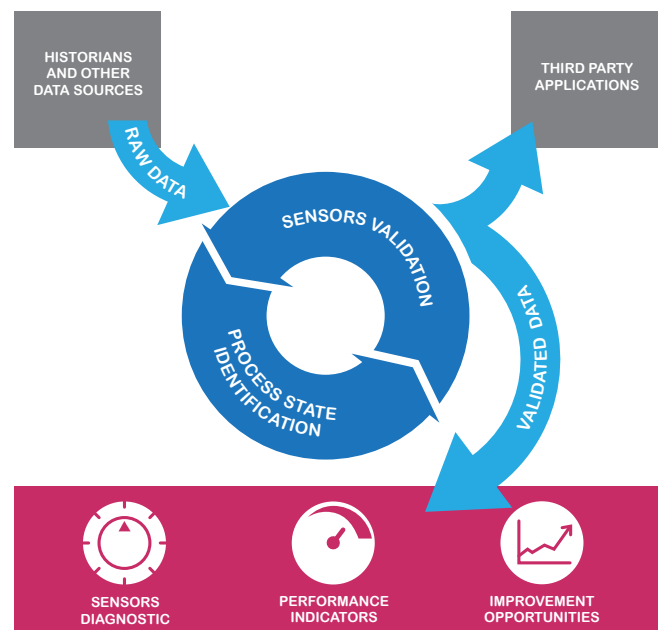 HISTORIANS
AND OTHER
DATA SOURCES
THIRD PARTY
APPLICATIONS
RAW DATA
SENSORS VALIDATION
PROCESS STATE
IDENTIFICATION
VALIDATED DATA
SENSORS
DIAGNOSTIC
PERFORMANCE
INDICATORS
IMPROVEMENT
OPPORTUNITIES